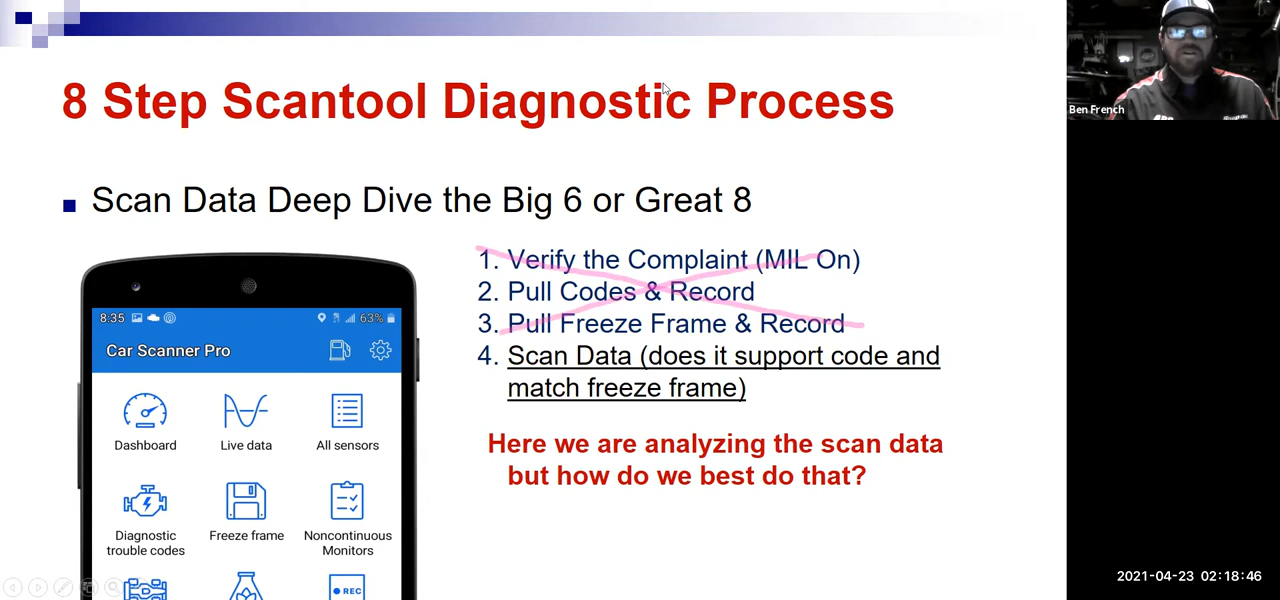 8 Step Scantool Diagnostic Process
Scan Data Deep Dive the Big 6 or Great 8
1. Verify the Complaint (MIL On)
2. Pull Codes & Record
3. Pull Freeze Frame & Record
4. Scan Data (does it support code and
match freeze frame)
Here we are analyzing the scan data
but how do we best do that?
8:35
63%
Car Scanner Pro
Dashboard
Live data
All sensors
Diagnostic
trouble codes
Freeze frame
Noncontinuous
Monitors
REC
Ben French
2021-04-23 02:18:46